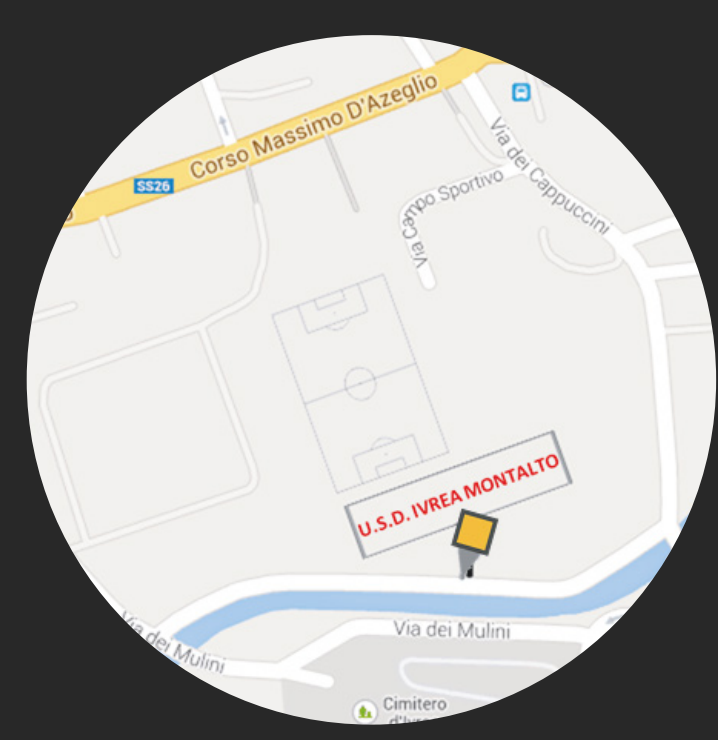 Corso Massimo D'Azeglio
SS26
Via dei Cappuccini
Via Campo Sportivo
U.S.D. IVREA MONTALTO
Via dei Mulini
Via dei Mulini
Cimitero